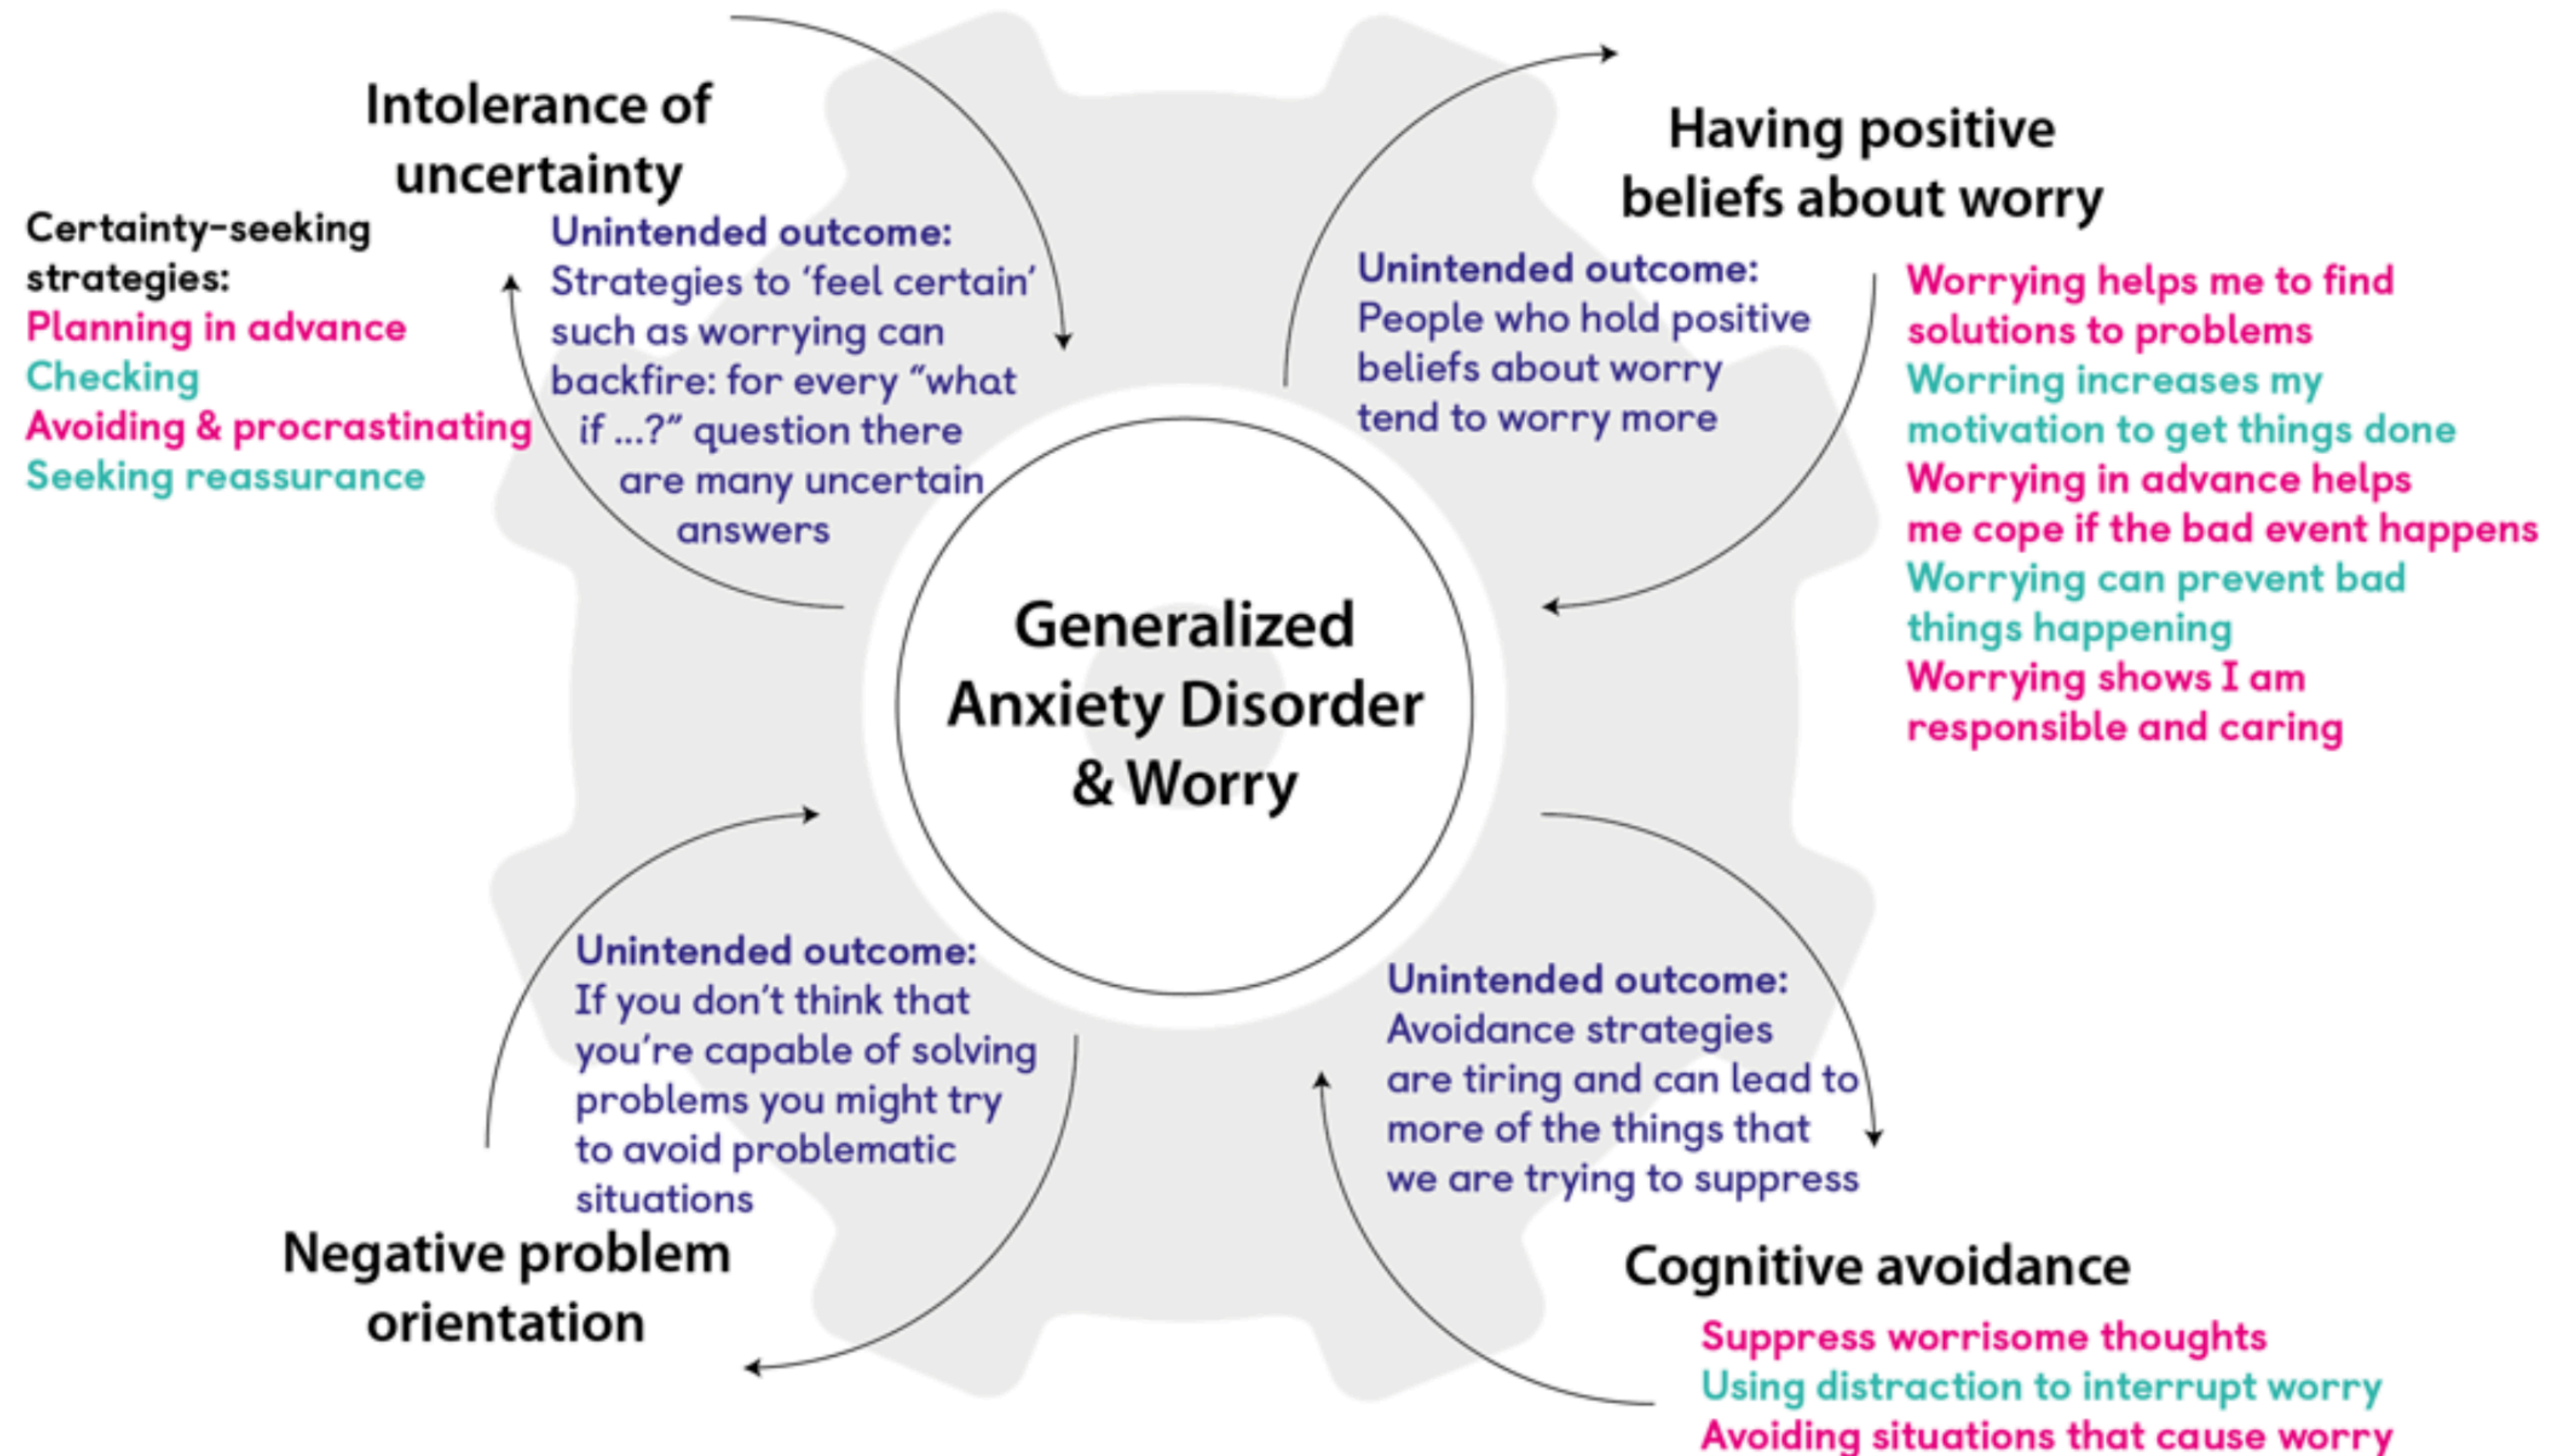 Intolerance of
uncertainty
Certainty-seeking
strategies:
Planning in advance
Checking
Avoiding & procrastinating
Seeking reassurance
Unintended outcome:
Strategies to ‘feel certain’
such as worrying can
backfire: for every “what
if ...?” question there
are many uncertain
answers
Having positive
beliefs about worry
Unintended outcome:
People who hold positive
beliefs about worry
tend to worry more
Worrying helps me to find
solutions to problems
Worring increases my
motivation to get things done
Worrying in advance helps
me cope if the bad event happens
Worrying can prevent bad
things happening
Worrying shows I am
responsible and caring
Generalized
Anxiety Disorder
& Worry
Unintended outcome:
If you don’t think that
you’re capable of solving
problems you might try
to avoid problematic
situations
Negative problem
orientation
Unintended outcome:
Avoidance strategies
are tiring and can lead to
more of the things that
we are trying to suppress
Cognitive avoidance
Suppress worrisome thoughts
Using distraction to interrupt worry
Avoiding situations that cause worry